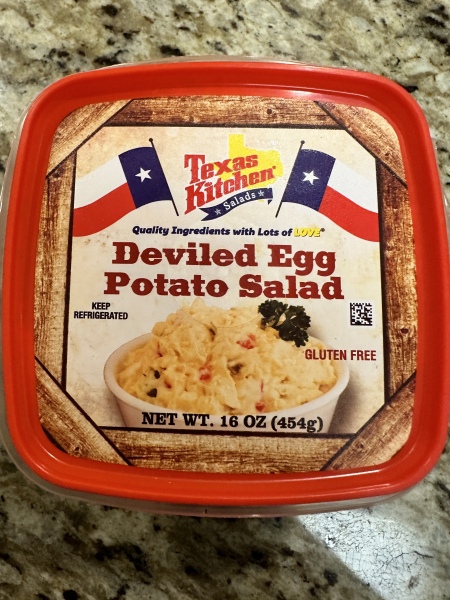 Texas
Kitchen®
Salads
Quality Ingredients with Lots of LOVE®
Deviled Egg
Potato Salad
KEEP
REFRIGERATED
GLUTEN FREE
NET WT. 16 OZ (454g)